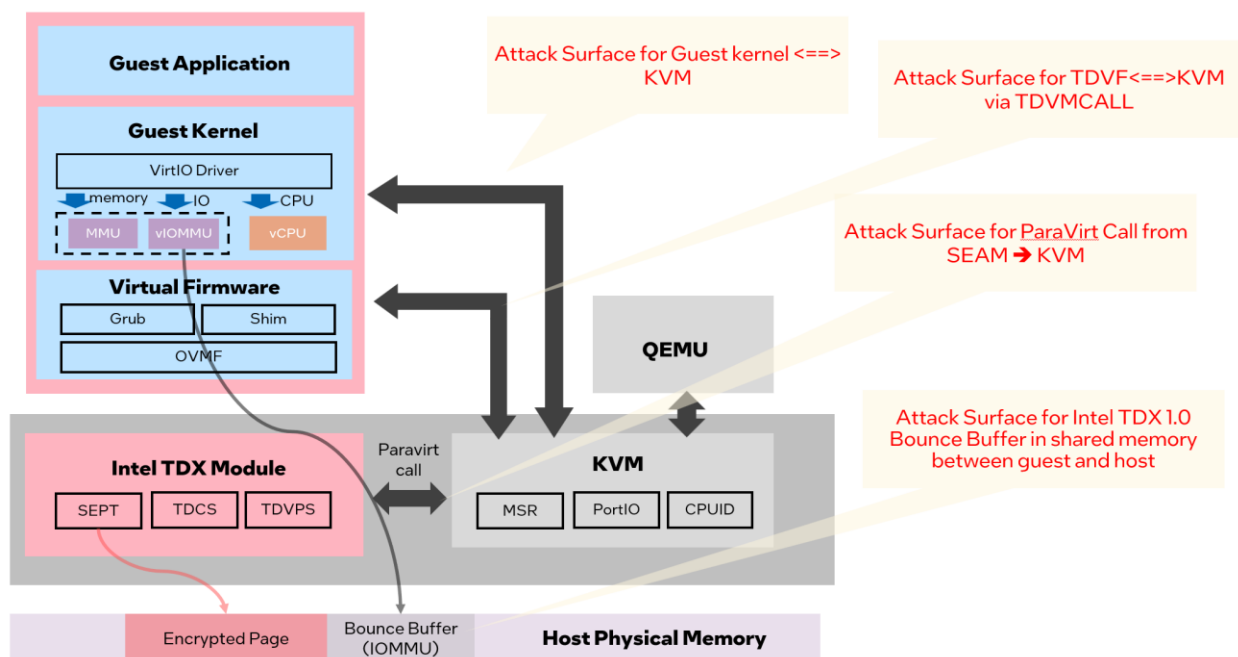 Guest Application
Guest Kernel
VirtIO Driver
memory
IO
CPU
MMU
vIOMMU
vCPU
Virtual Firmware
Grub
Shim
OVMF
Attack Surface for Guest kernel <==>
KVM
Attack Surface for TDVF<==>KVM
via TDVMCALL
Attack Surface for ParaVirt Call from
SEAM ➔ KVM
QEMU
Attack Surface for Intel TDX 1.0
Bounce Buffer in shared memory
between guest and host
Intel TDX Module
SEPT
TDCS
TDVPS
Paravirt
call
KVM
MSR
PortIO
CPUID
Encrypted Page
Bounce Buffer
(IOMMU)
Host Physical Memory